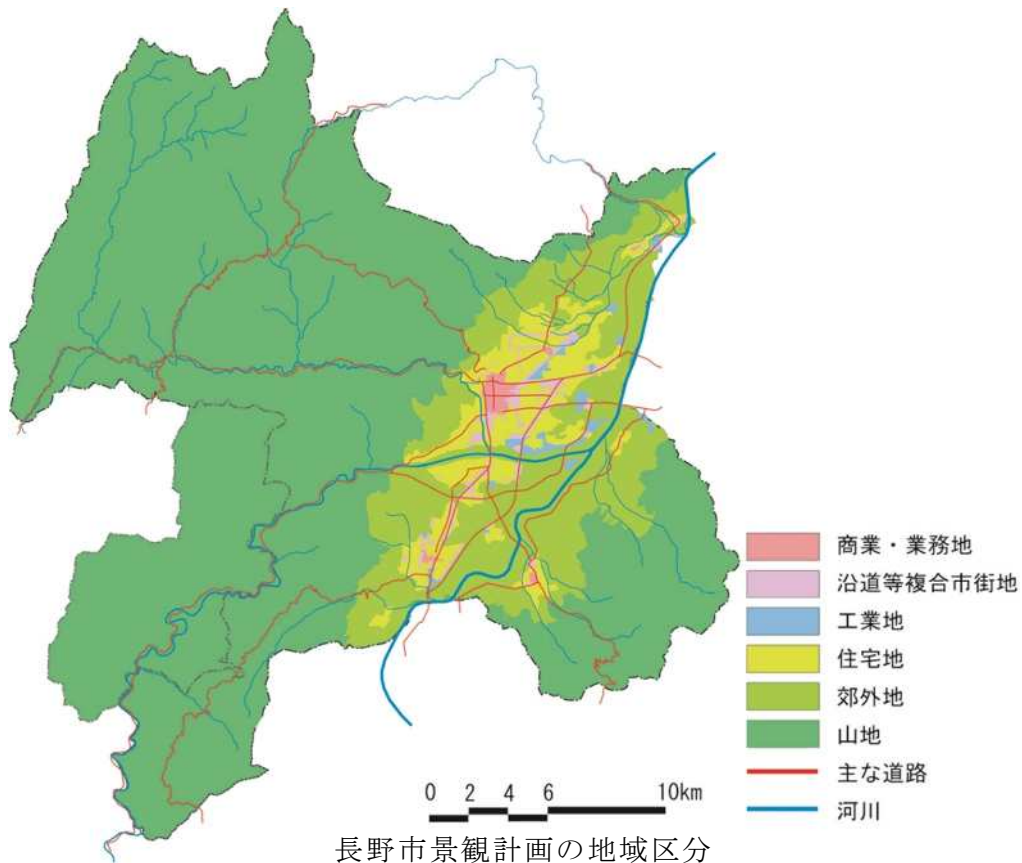 商業・業務地
沿道等複合市街地
工業地
住宅地
郊外地
山地
主な道路
河川
0 2 4 6 10km
長野市景観計画の地域区分